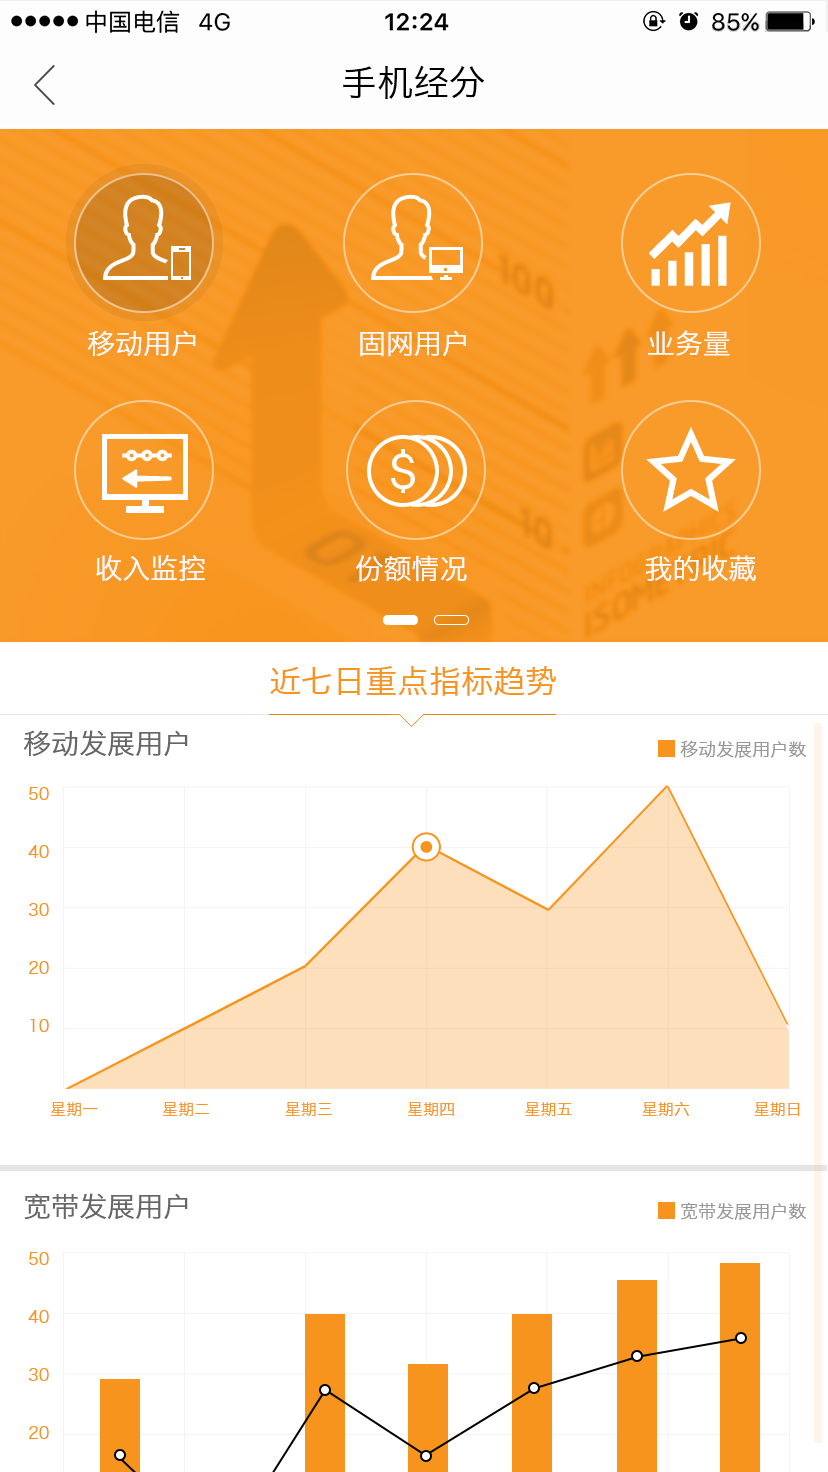 中国电信 4G 12:24 85%
手机经分
移动用户 固网用户 业务量
收入监控 份额情况 我的收藏
近七日重点指标趋势
移动发展用户
移动发展用户数
50
40
30
20
10
星期一 星期二 星期三 星期四 星期五 星期六 星期日
宽带发展用户
宽带发展用户数
50
40
30
20